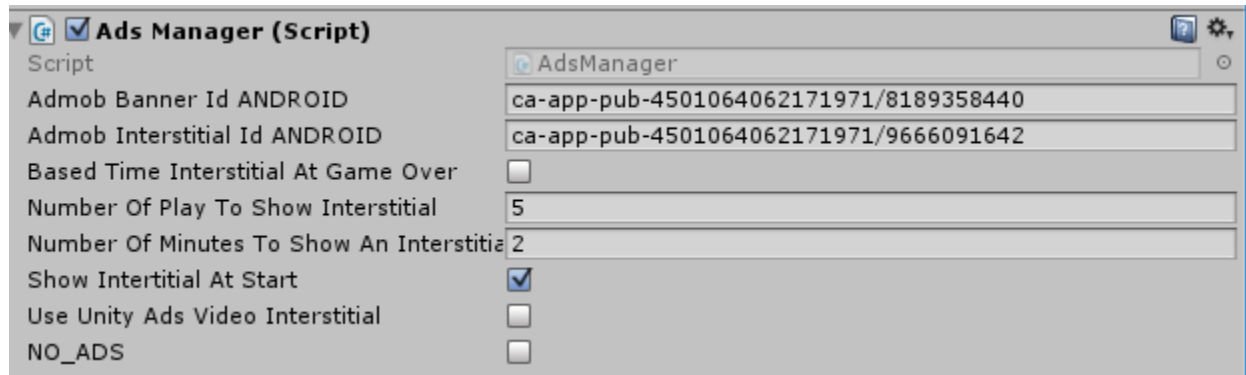 Ads Manager (Script)
Script AdsManager
Admob Banner Id ANDROID ca-app-pub-4501064062171971/8189358440
Admob Interstitial Id ANDROID ca-app-pub-4501064062171971/9666091642
Based Time Interstitial At Game Over
Number Of Play To Show Interstitial 5
Number Of Minutes To Show An Interstitia 2
Show Intertitial At Start
Use Unity Ads Video Interstitial
NO_ADS